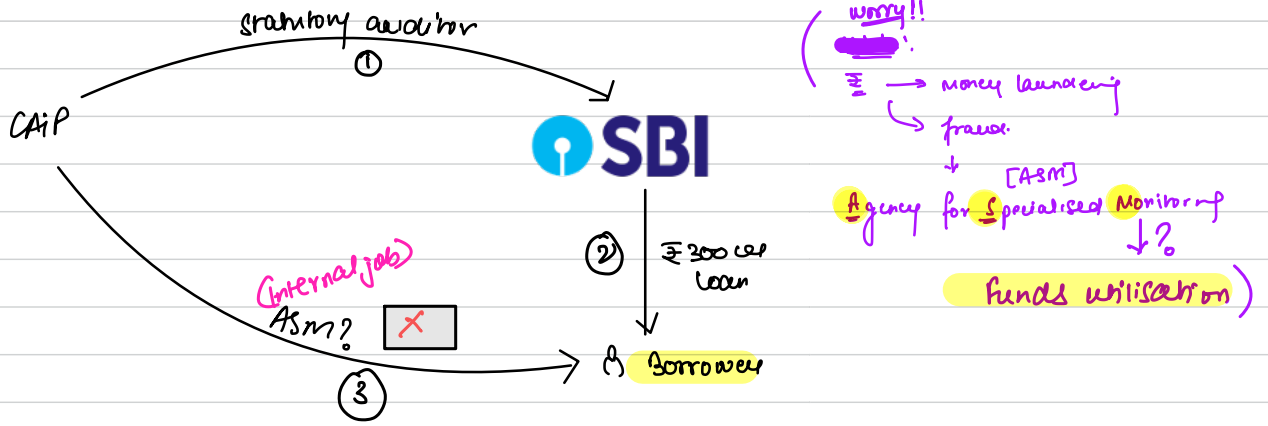 statutory auditor
①
CAiP
SBI
②
₹300 cr
loan
(internal job)
ASM?
X
③
Borrower
worry!!
₹ → money laundering
fraud.
[ASM]
Agency for Specialised Monitoring
?
Funds utilisation